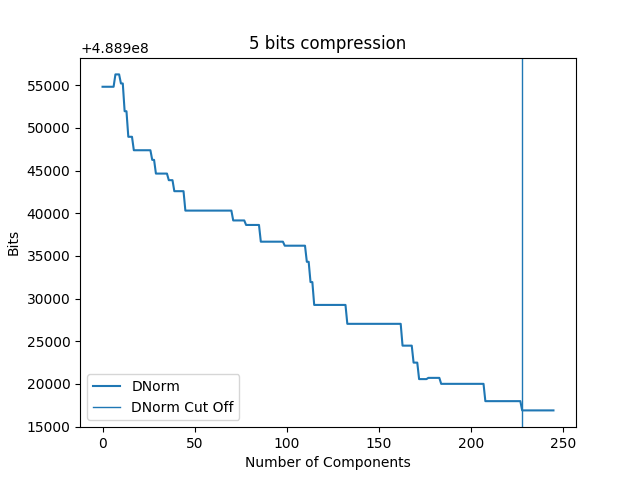 5 bits compression
+4.889e8
55000
50000
45000
40000
35000
30000
25000
20000
15000
Bits
DNorm
DNorm Cut Off
0 50 100 150 200 250
Number of Components